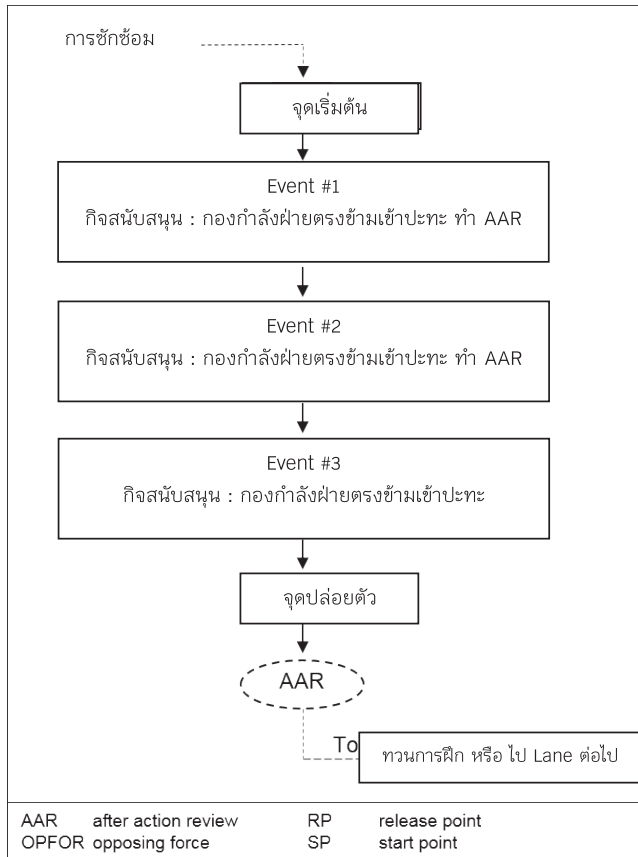 การซักซ้อม
จุดเริ่มต้น
Event #1
กิจสนับสนุน : กองกำลังฝ่ายตรงข้ามเข้าปะทะ ทำ AAR
Event #2
กิจสนับสนุน : กองกำลังฝ่ายตรงข้ามเข้าปะทะ ทำ AAR
Event #3
กิจสนับสนุน : กองกำลังฝ่ายตรงข้ามเข้าปะทะ
จุดปล่อยตัว
AAR
To
ทวนการฝึก หรือ ไป Lane ต่อไป
AAR after action review RP release point
OPFOR opposing force SP start point